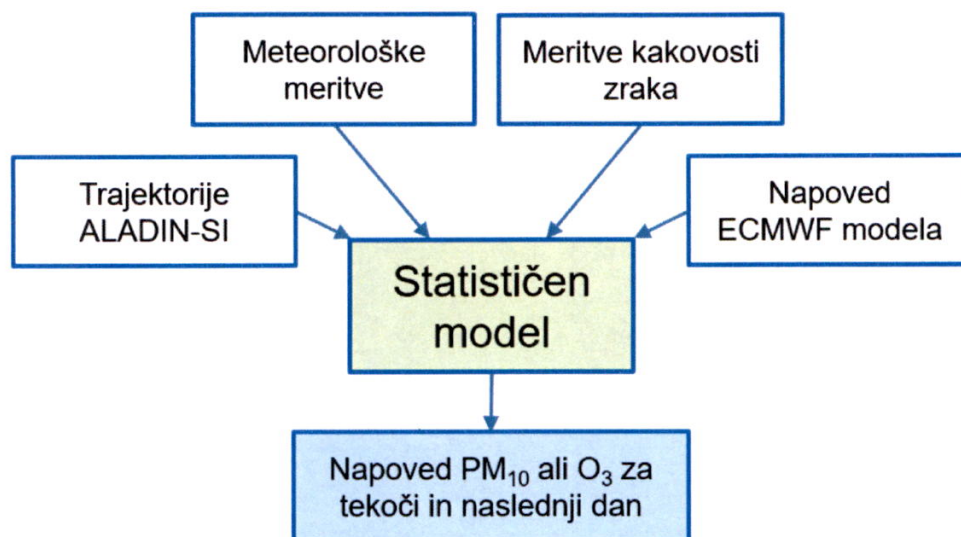 Meteorološke
meritve
Meritve kakovosti
zraka
Trajektorije
ALADIN-SI
Napoved
ECMWF modela
Statističen
model
Napoved PM₁₀ ali O₃ za
tekoči in naslednji dan